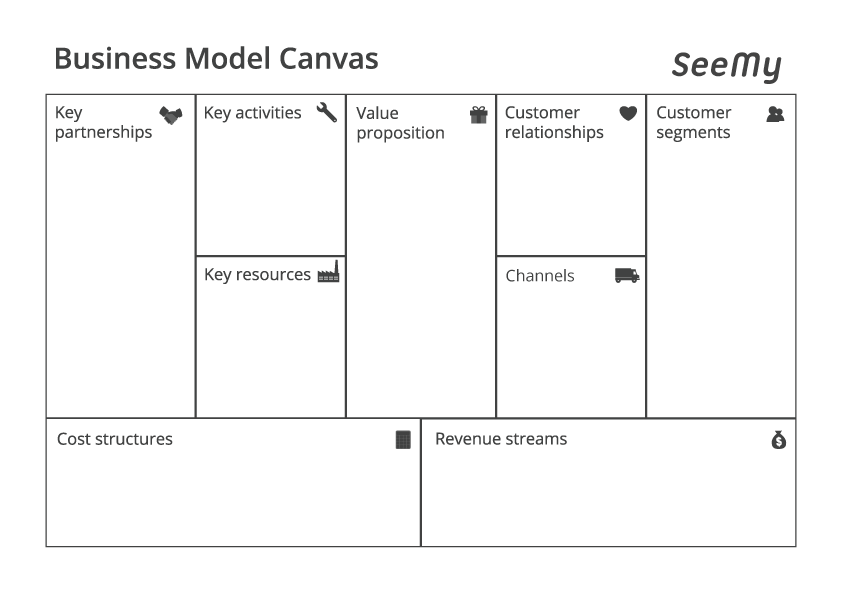 Business Model Canvas
SeeMy
Key
partnerships
Key activities
Key resources
Value
proposition
Customer
relationships
Channels
Customer
segments
Cost structures
Revenue streams
$